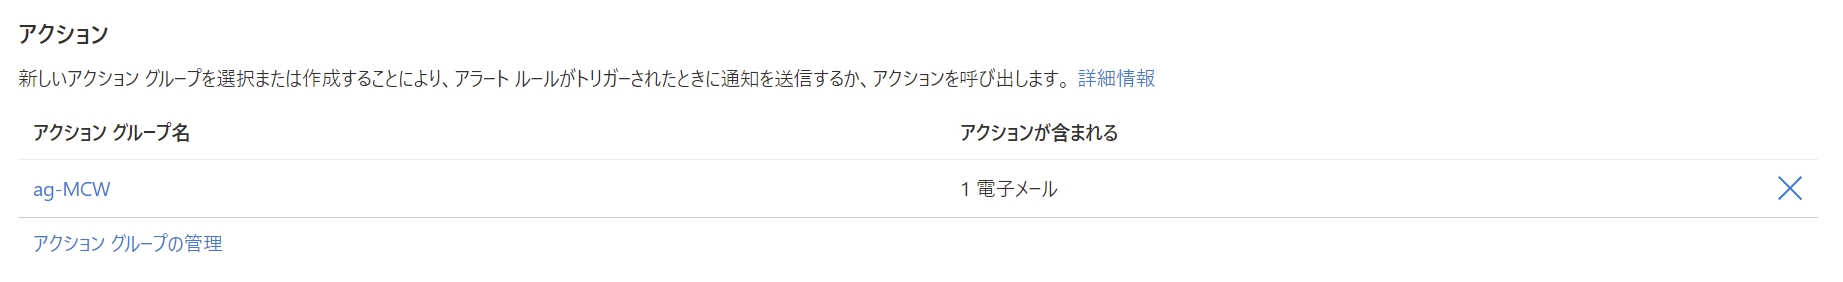 アクション
新しいアクション グループを選択または作成することにより、アラート ルールがトリガーされたときに通知を送信するか、アクションを呼び出します。 詳細情報
アクション グループ名 アクションが含まれる
ag-MCW 1 電子メール
アクション グループの管理